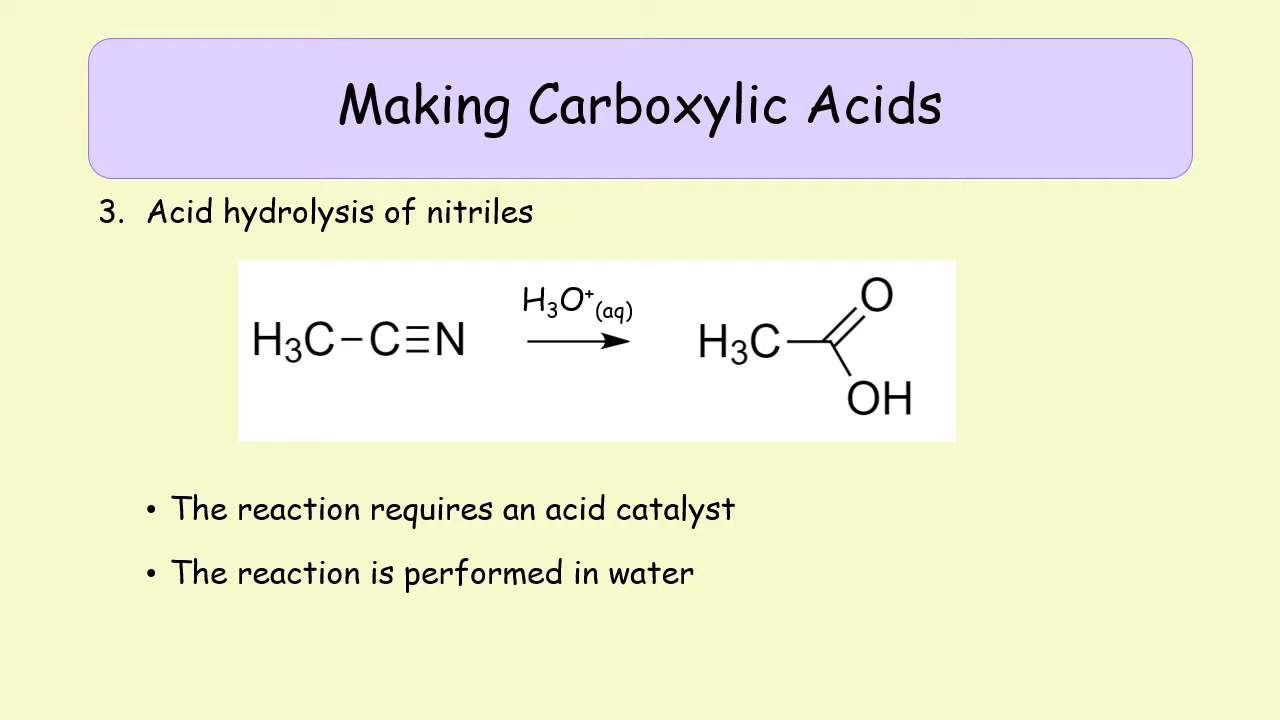 Making Carboxylic Acids
3. Acid hydrolysis of nitriles
H₃O⁺(aq)
H₃C−C≡N
H₃C
O
OH
• The reaction requires an acid catalyst
• The reaction is performed in water